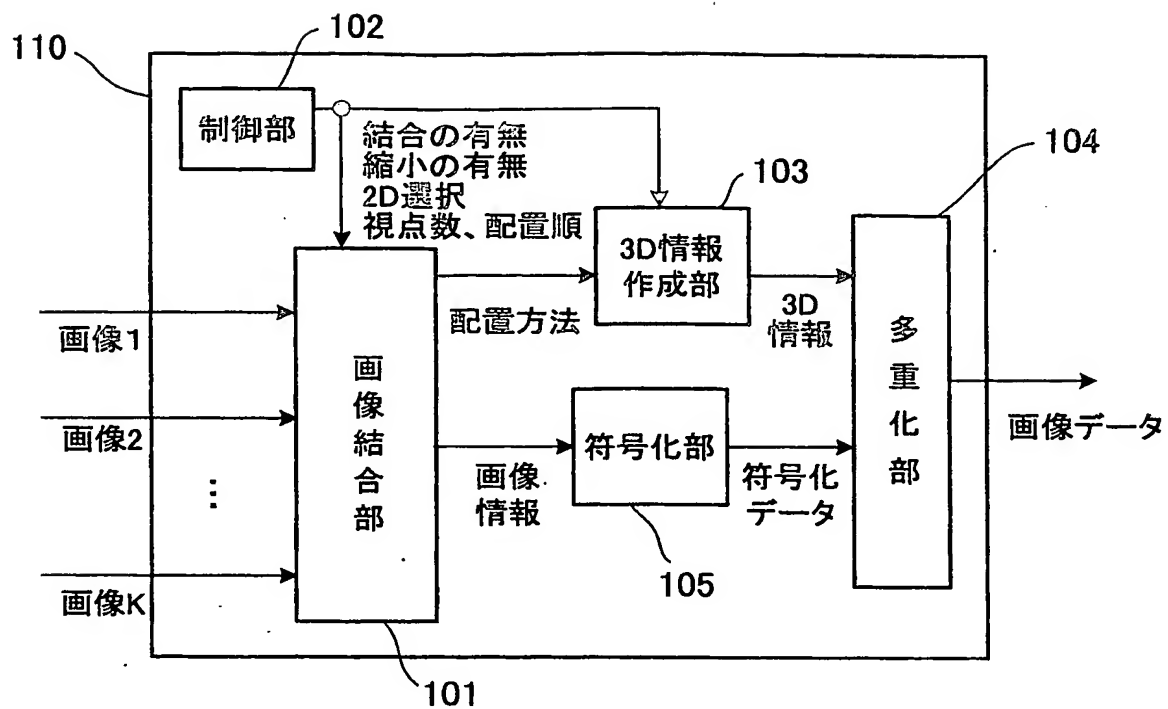 110
102
制御部
結合の有無
縮小の有無
2D選択
視点数、配置順
103
104
3D情報
作成部
配置方法
3D
情報
画像1
画像2
⋮
画像K
画像結合部
画像
情報
符号化部
符号化
データ
多重化部
画像データ
105
101